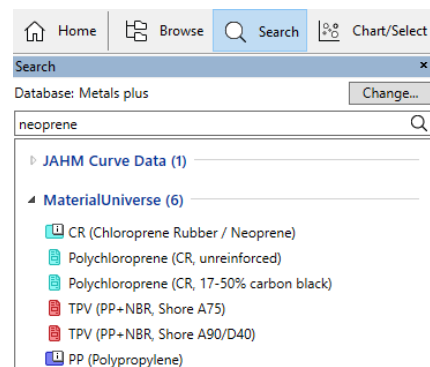 Home Browse Search Chart/Select
Search ×
Database: Metals plus Change...
neoprene
JAHM Curve Data (1)
MaterialUniverse (6)
CR (Chloroprene Rubber / Neoprene)
Polychloroprene (CR, unreinforced)
Polychloroprene (CR, 17-50% carbon black)
TPV (PP+NBR, Shore A75)
TPV (PP+NBR, Shore A90/D40)
PP (Polypropylene)